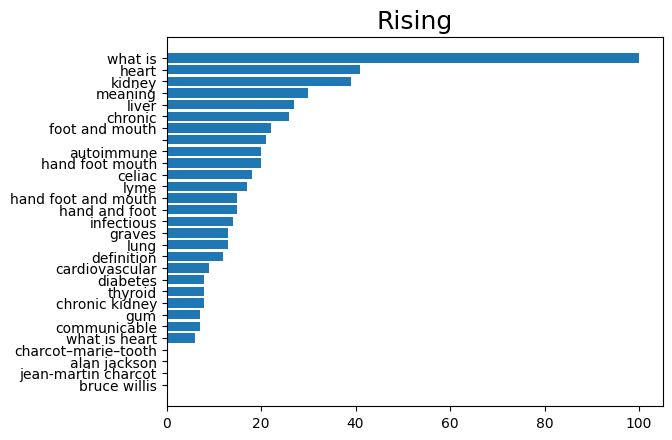 Rising
what is
heart
kidney
meaning
liver
chronic
foot and mouth
autoimmune
hand foot mouth
celiac
lyme
hand foot and mouth
hand and foot
infectious
graves
lung
definition
cardiovascular
diabetes
thyroid
chronic kidney
gum
communicable
what is heart
charcot–marie–tooth
alan jackson
jean-martin charcot
bruce willis
0 20 40 60 80 100